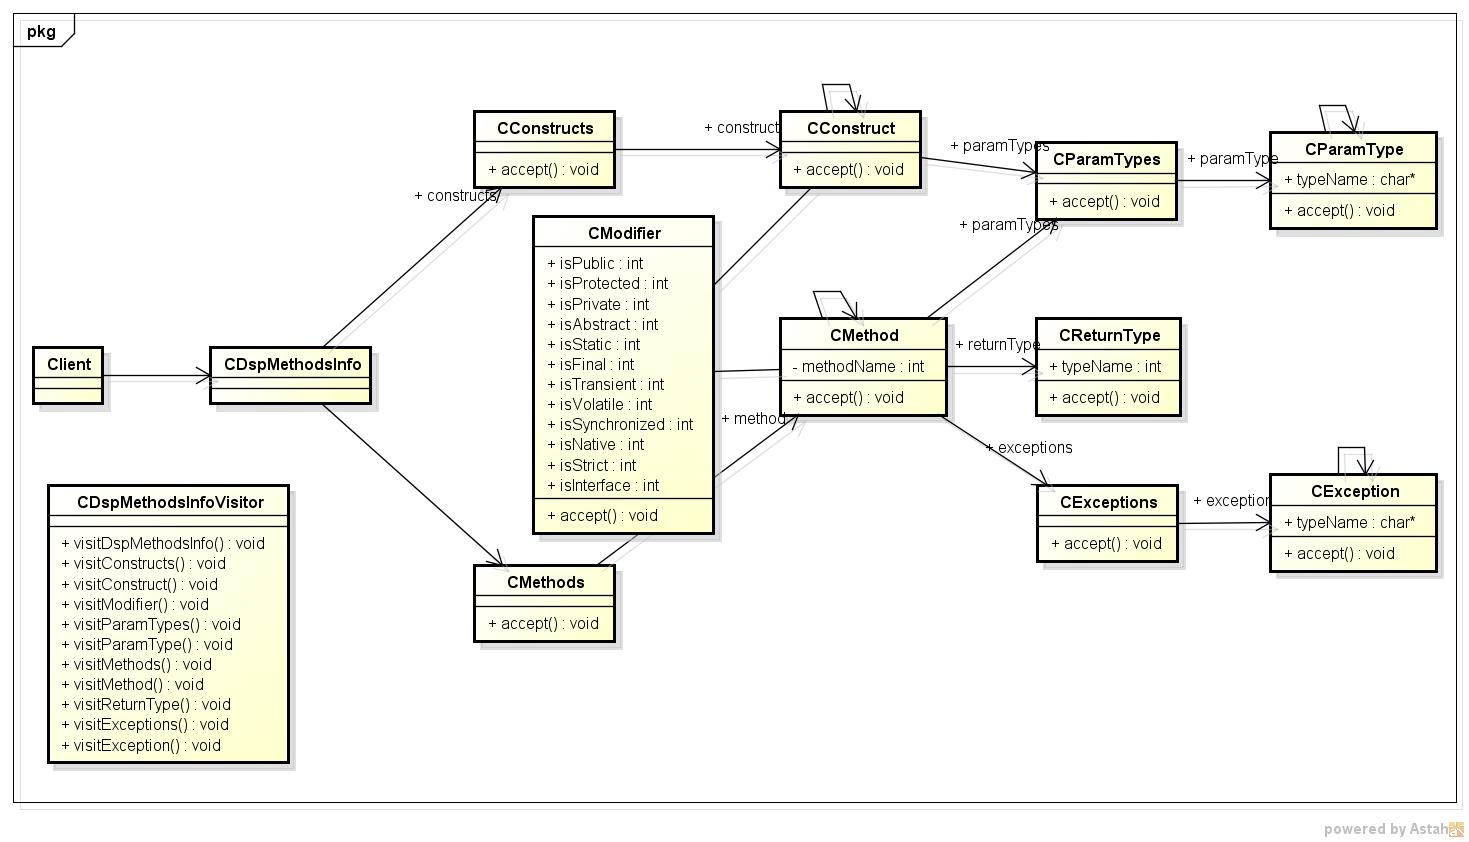 pkg
CConstructs
+ accept() : void
+ construct
CConstruct
+ accept() : void
+ paramTypes
CParamTypes
+ accept() : void
+ paramType
CParamType
+ typeName : char*
+ accept() : void
+ constructs
CModifier
+ isPublic : int
+ isProtected : int
+ isPrivate : int
+ isAbstract : int
+ isStatic : int
+ isFinal : int
+ isTransient : int
+ isVolatile : int
+ isSynchronized : int
+ isNative : int
+ isStrict : int
+ isInterface : int
+ accept() : void
+ paramTypes
Client
CDspMethodsInfo
CMethod
- methodName : int
+ accept() : void
+ returnType
CReturnType
+ typeName : int
+ accept() : void
+ method
+ exceptions
CExceptions
+ accept() : void
+ exception
CException
+ typeName : char*
+ accept() : void
CDspMethodsInfoVisitor
+ visitDspMethodsInfo() : void
+ visitConstructs() : void
+ visitConstruct() : void
+ visitModifier() : void
+ visitParamTypes() : void
+ visitParamType() : void
+ visitMethods() : void
+ visitMethod() : void
+ visitReturnType() : void
+ visitExceptions() : void
+ visitException() : void
CMethods
+ accept() : void
powered by Astah